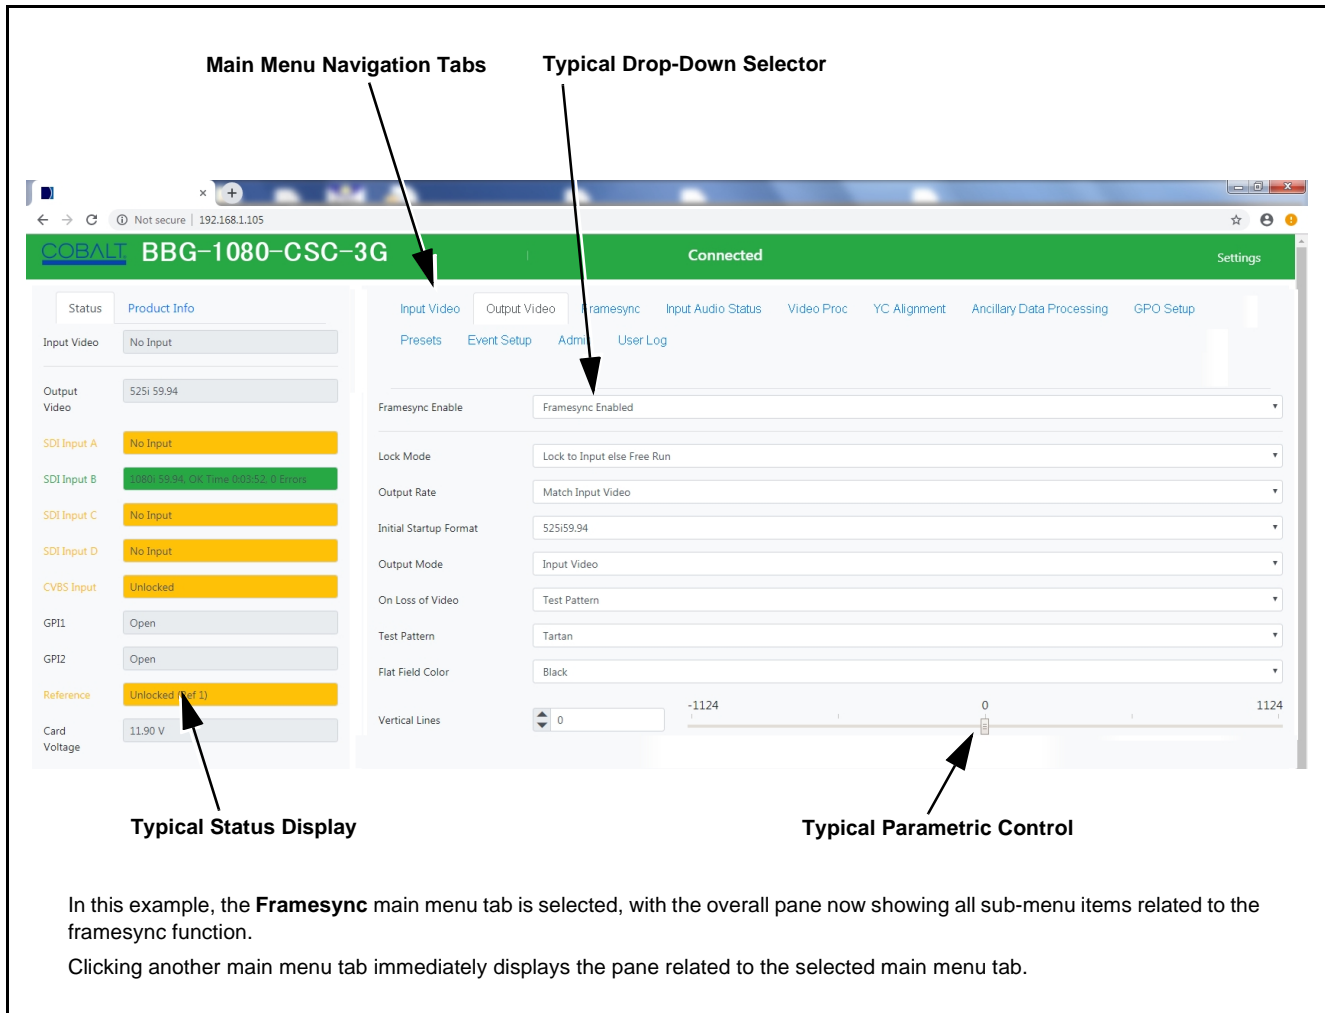 Main Menu Navigation Tabs
Typical Drop-Down Selector
Not secure | 192.168.1.105
COBALT. BBG-1080-CSC-3G
Connected
Settings
Status
Product Info
Input Video
No Input
Output Video
525i 59.94
SDI Input A
No Input
SDI Input B
1080i 59.94, OK Time 0:03:52, 0 Errors
SDI Input C
No Input
SDI Input D
No Input
CVBS Input
Unlocked
GPI1
Open
GPI2
Open
Reference
Unlocked (Ref 1)
Card Voltage
11.90 V
Input Video
Output Video
Framesync
Input Audio Status
Video Proc
YC Alignment
Ancillary Data Processing
GPO Setup
Presets
Event Setup
Admin
User Log
Framesync Enable
Framesync Enabled
Lock Mode
Lock to Input else Free Run
Output Rate
Match Input Video
Initial Startup Format
525i59.94
Output Mode
Input Video
On Loss of Video
Test Pattern
Test Pattern
Tartan
Flat Field Color
Black
Vertical Lines
0
-1124
0
1124
Typical Status Display
Typical Parametric Control
In this example, the Framesync main menu tab is selected, with the overall pane now showing all sub-menu items related to the
framesync function.
Clicking another main menu tab immediately displays the pane related to the selected main menu tab.